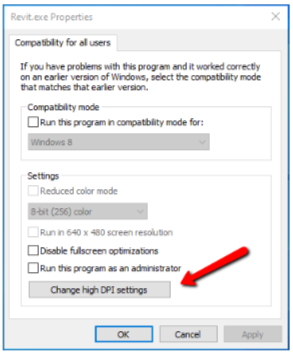 Revit.exe Properties
Compatibility for all users
If you have problems with this program and it worked correctly
on an earlier version of Windows, select the compatibility mode
that matches that earlier version.
Compatibility mode
Run this program in compatibility mode for:
Windows 8
Settings
Reduced color mode
8-bit (256) color
Run in 640 x 480 screen resolution
Disable fullscreen optimizations
Run this program as an administrator
Change high DPI settings
OK Cancel Apply